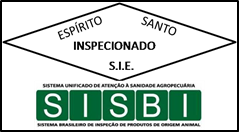 ESPÍRITO SANTO
INSPECIONADO
S.I.E.
SISTEMA UNIFICADO DE ATENÇÃO À SANIDADE AGROPECUÁRIA
SISBI
SISTEMA BRASILEIRO DE INSPEÇÃO DE PRODUTOS DE ORIGEM ANIMAL